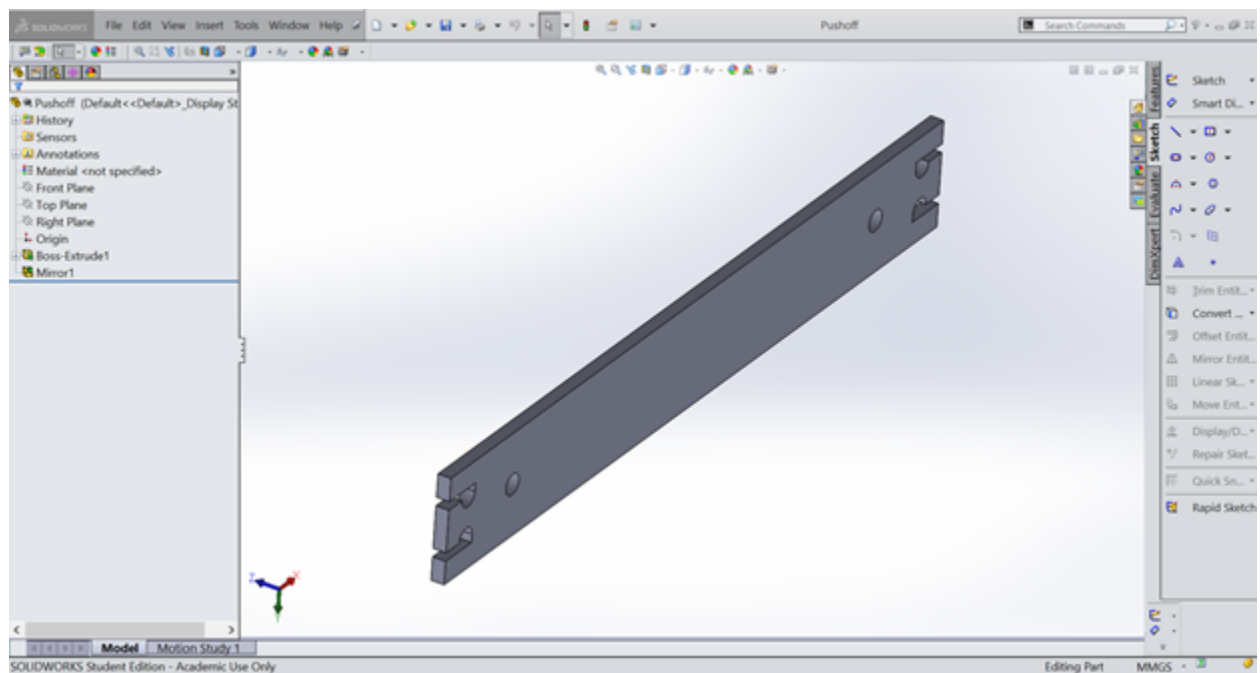 SOLIDWORKS File Edit View Insert Tools Window Help Pushoff Search Commands
Pushoff (Default<<Default>_Display St
History
Sensors
Annotations
Material <not specified>
Front Plane
Top Plane
Right Plane
Origin
Boss-Extrude1
Mirror1
Z X Y
Features
Sketch
Evaluate
DimXpert
Sketch
Smart Di...
Trim Entit...
Convert ...
Offset Entit...
Mirror Entit...
Linear Sk...
Move Ent...
Display/D...
Repair Sket...
Quick Sn...
Rapid Sketch
Model Motion Study 1
SOLIDWORKS Student Edition - Academic Use Only Editing Part MMGS